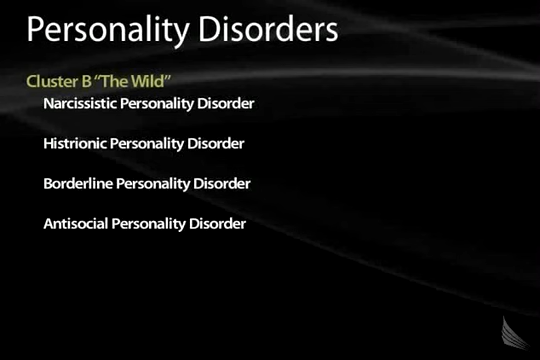 Personality Disorders
Cluster B “The Wild”
Narcissistic Personality Disorder
Histrionic Personality Disorder
Borderline Personality Disorder
Antisocial Personality Disorder